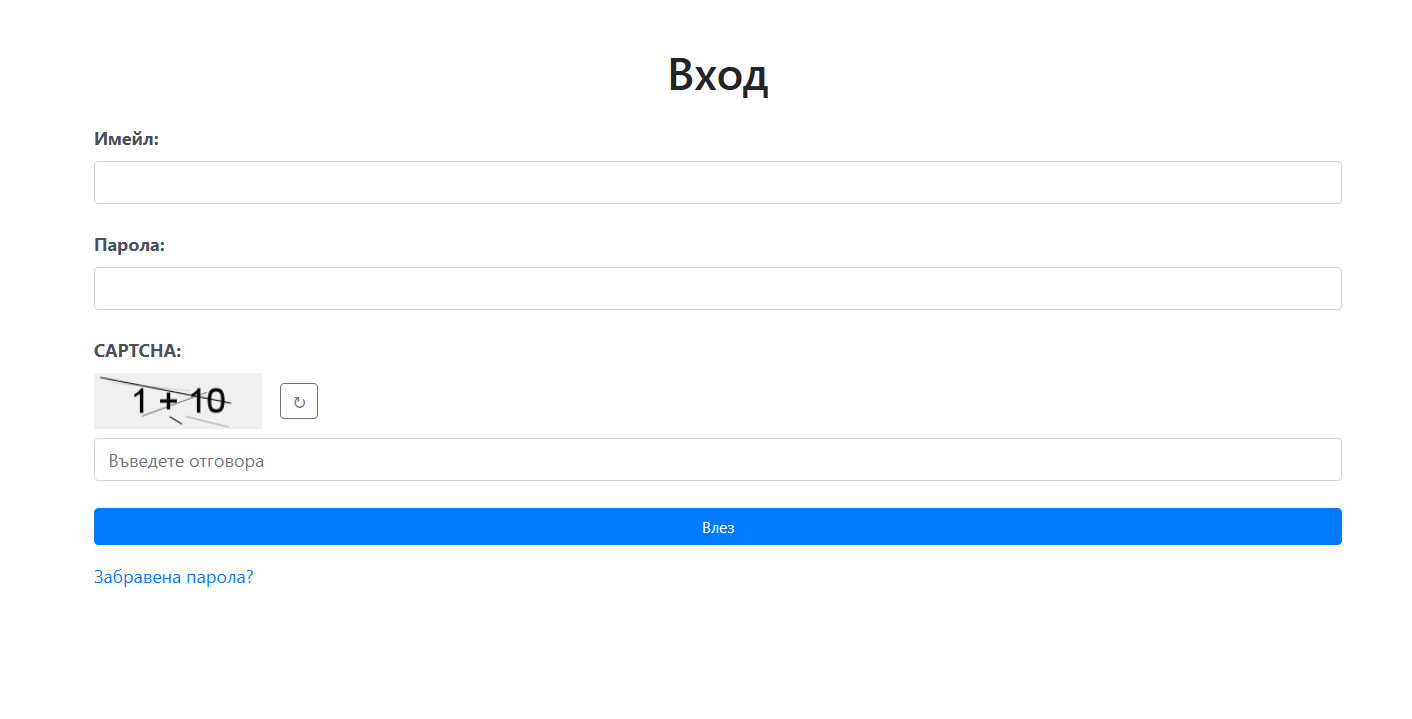 Вход
Имейл:
Парола:
CAPTCHA:
1 + 10
↻
Въведете отговора
Влез
Забравена парола?